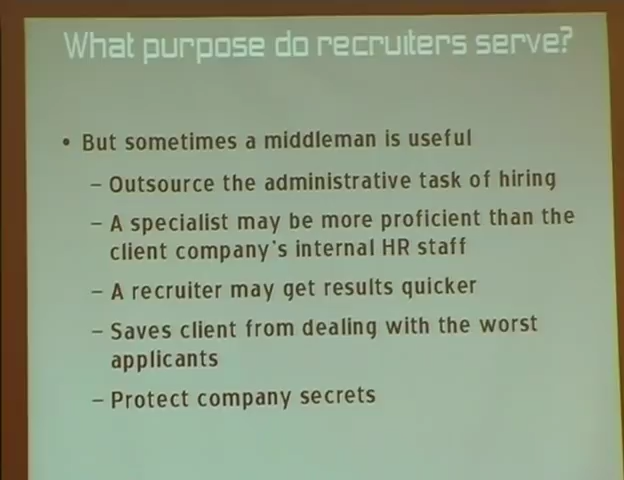 What purpose do recruiters serve?
• But sometimes a middleman is useful
– Outsource the administrative task of hiring
– A specialist may be more proficient than the
client company's internal HR staff
– A recruiter may get results quicker
– Saves client from dealing with the worst
applicants
– Protect company secrets